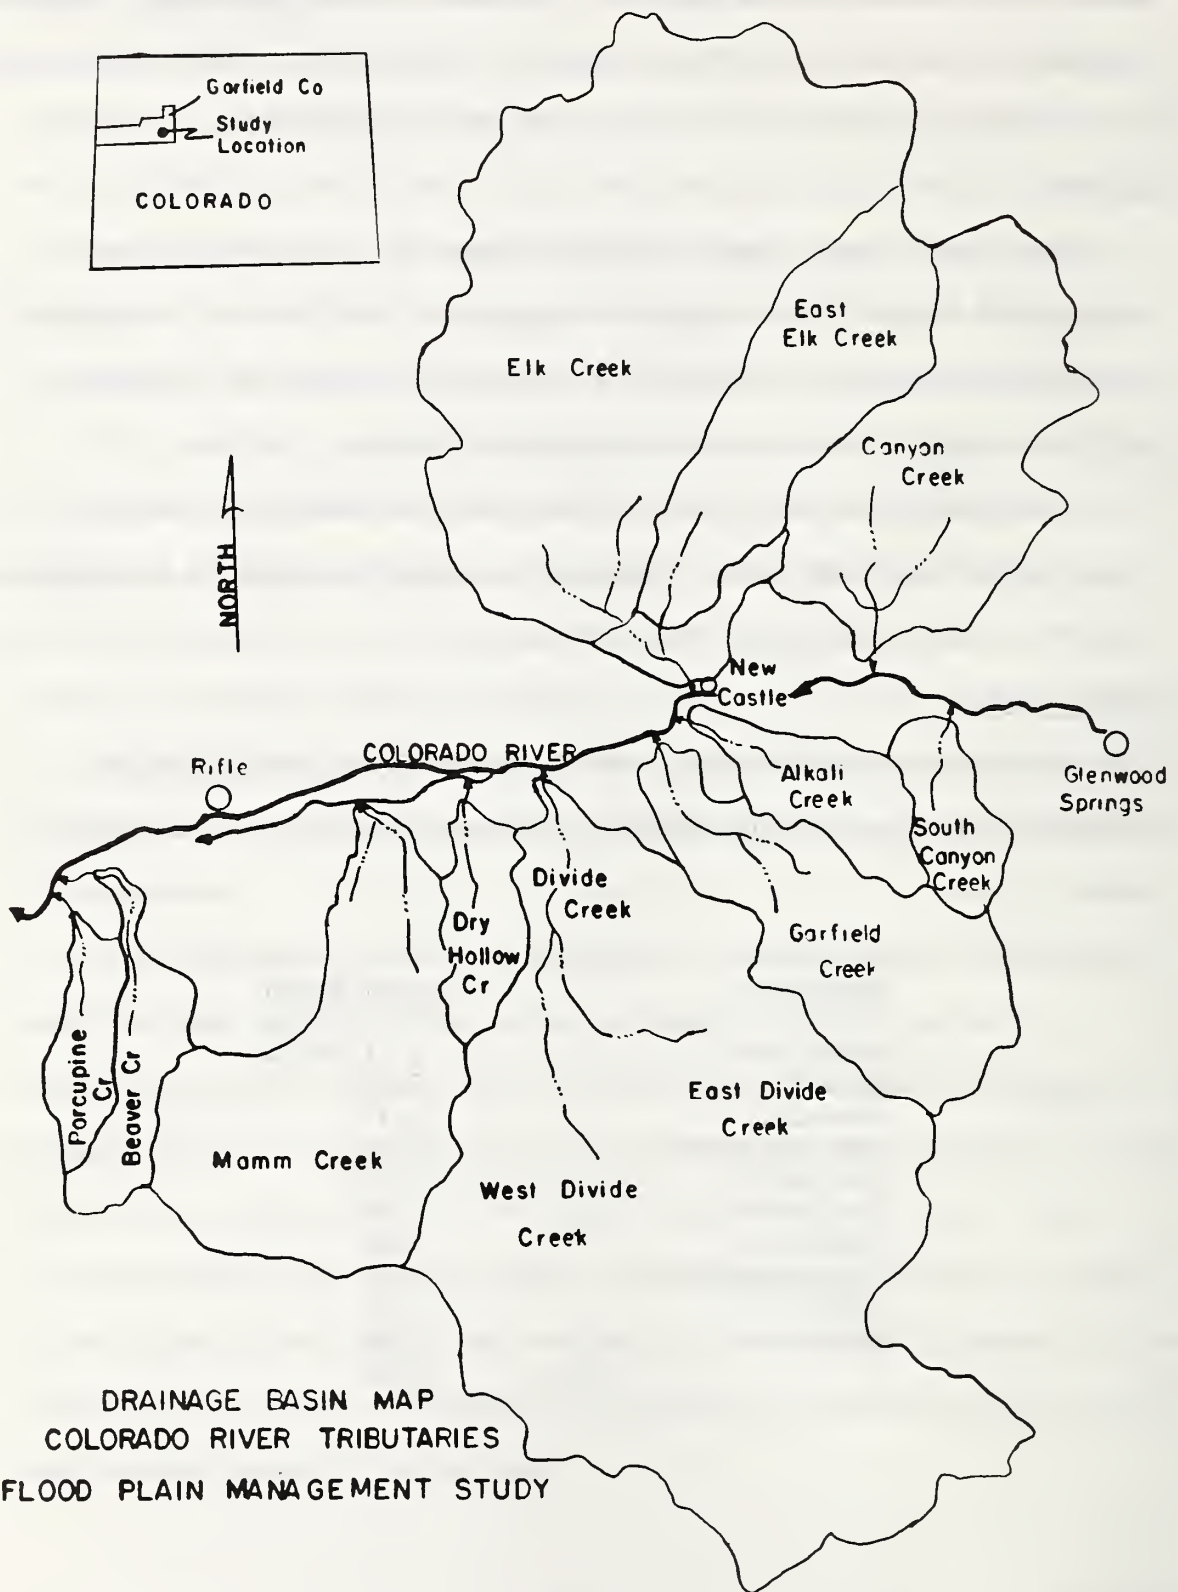 Garfield Co
Study
Location
COLORADO
East
Elk Creek
Elk Creek
Canyon
Creek
NORTH
New
Castle
COLORADO RIVER
Rifle
Glenwood
Springs
Alkali
Creek
South
Canyon
Creek
Divide
Creek
Dry
Hollow
Cr
Garfield
Creek
Porcupine
Cr
Beaver Cr
East Divide
Creek
Mamm Creek
West Divide
Creek
DRAINAGE BASIN MAP
COLORADO RIVER TRIBUTARIES
FLOOD PLAIN MANAGEMENT STUDY